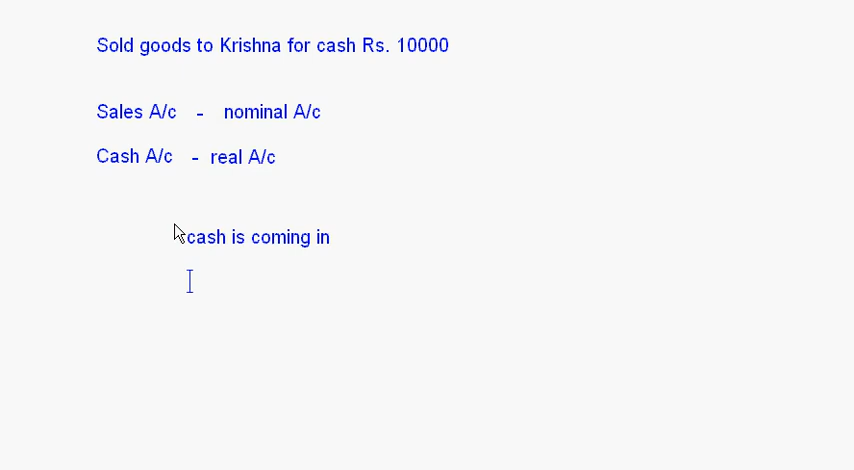 Sold goods to Krishna for cash Rs. 10000
Sales A/c - nominal A/c
Cash A/c - real A/c
cash is coming in